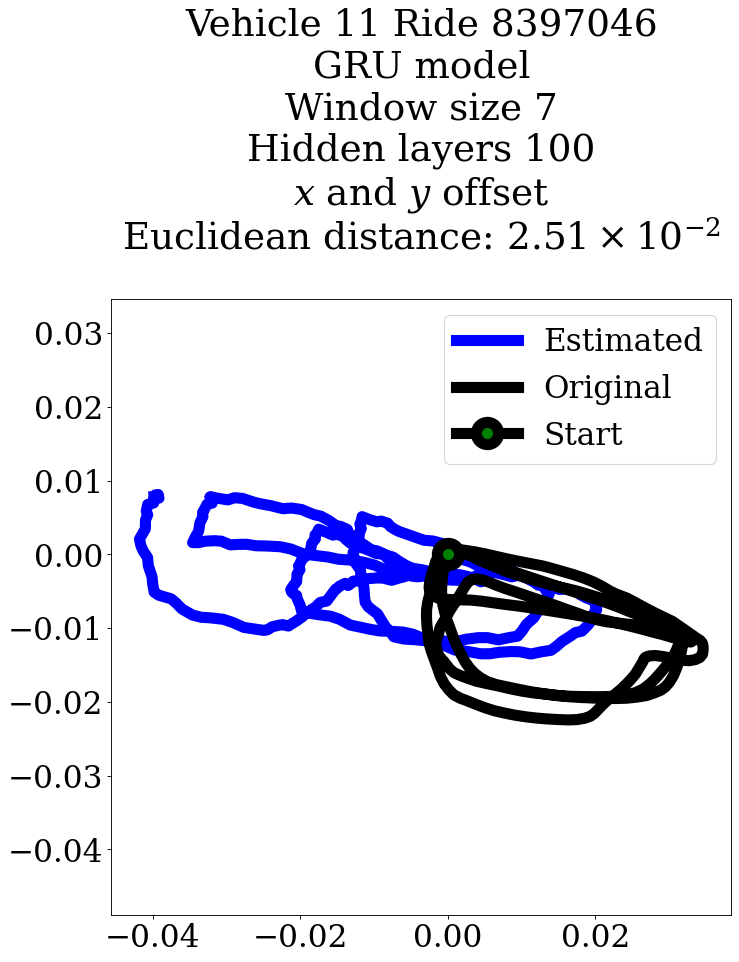 Vehicle 11 Ride 8397046
GRU model
Window size 7
Hidden layers 100
x and y offset
Euclidean distance: 2.51 × 10⁻²
Estimated
Original
Start
0.03
0.02
0.01
0.00
−0.01
−0.02
−0.03
−0.04
−0.04 −0.02 0.00 0.02